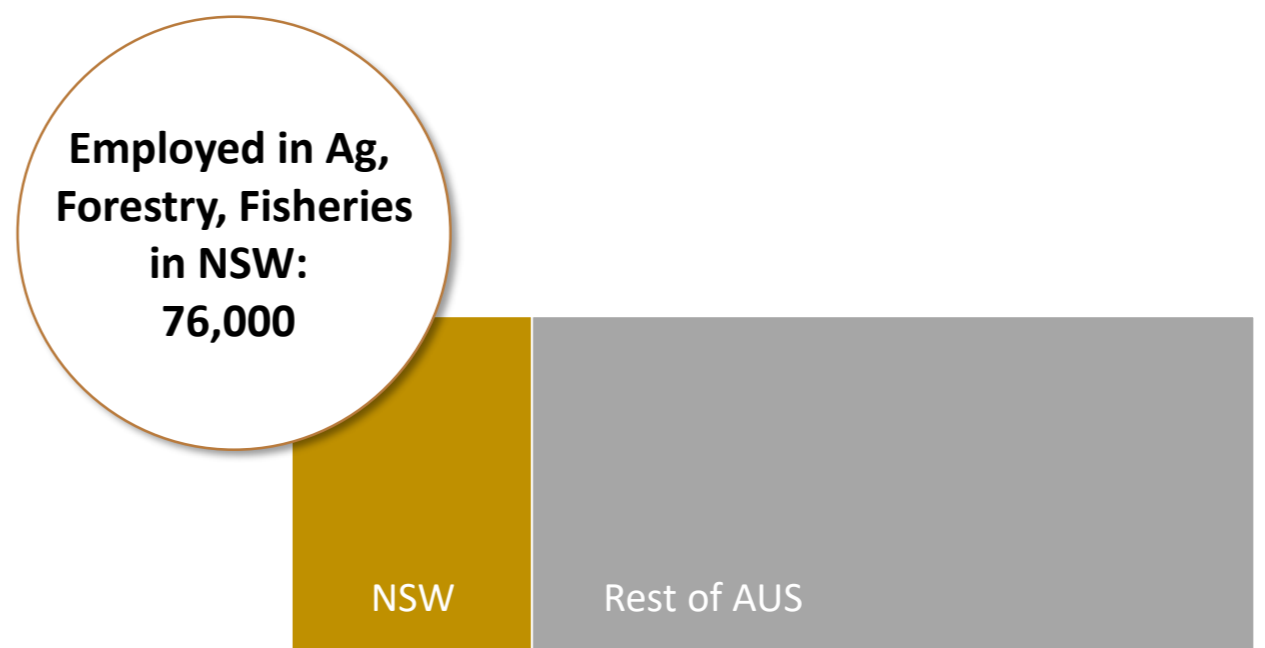 Employed in Ag,
Forestry, Fisheries
in NSW:
76,000
NSW
Rest of AUS